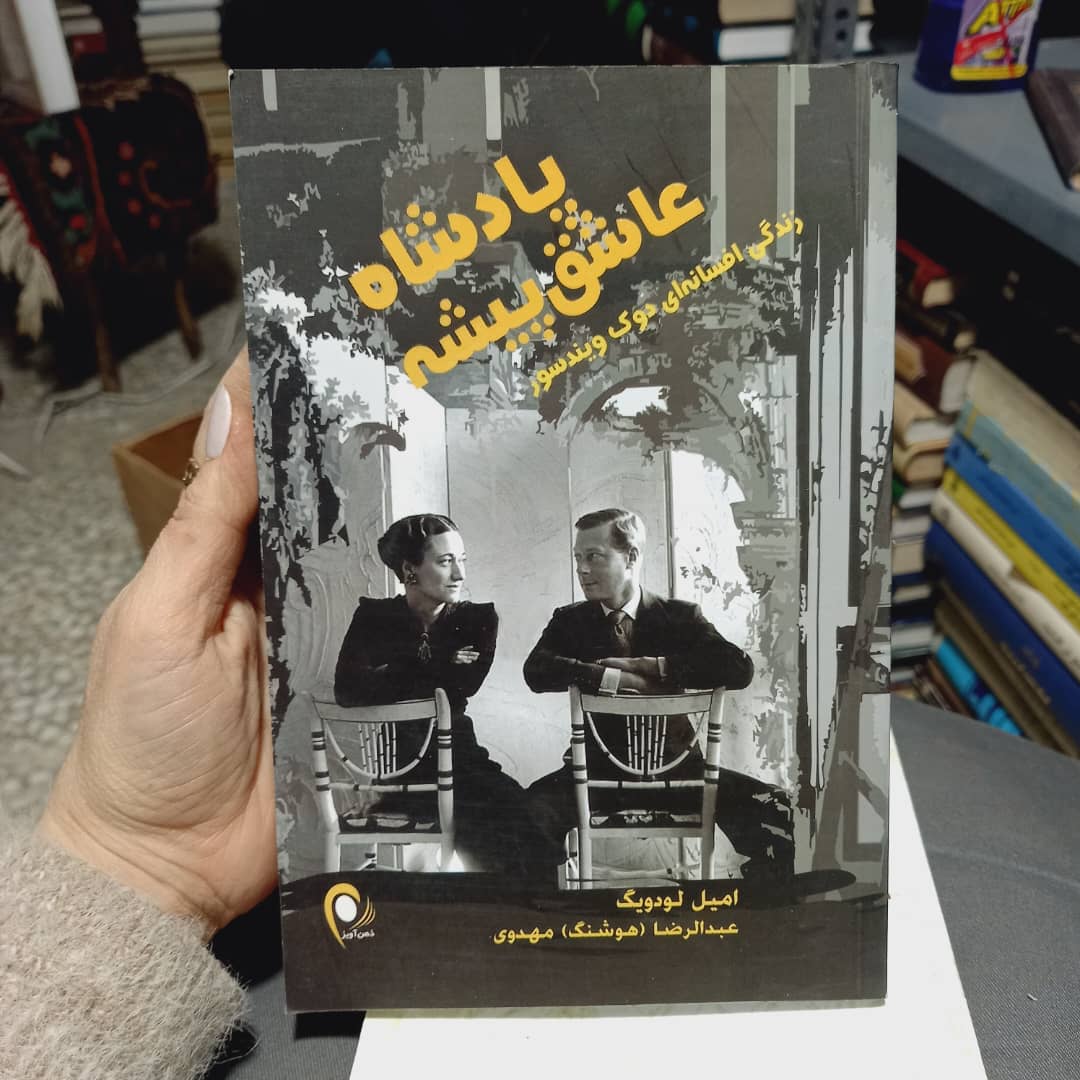 پادشاه
عاشق‌پیشه
زندگی افسانه‌ای دوک ویندسور
امیل لودویگ
عبدالرضا (هوشنگ) مهدوی
ذهن‌آویز